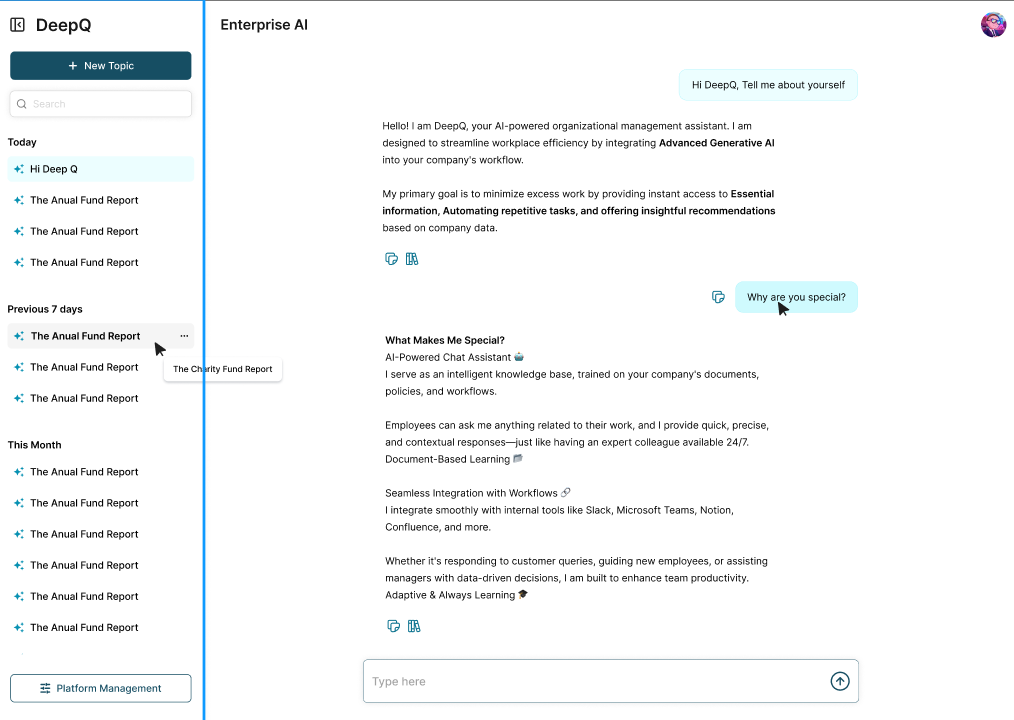 DeepQ
Enterprise AI
New Topic
Search
Today
Hi Deep Q
The Anual Fund Report
The Anual Fund Report
The Anual Fund Report
Previous 7 days
The Anual Fund Report
The Charity Fund Report
The Anual Fund Report
The Anual Fund Report
This Month
The Anual Fund Report
The Anual Fund Report
The Anual Fund Report
The Anual Fund Report
The Anual Fund Report
The Anual Fund Report
Platform Management
Hi DeepQ, Tell me about yourself
Hello! I am DeepQ, your AI-powered organizational management assistant. I am
designed to streamline workplace efficiency by integrating Advanced Generative AI
into your company's workflow.
My primary goal is to minimize excess work by providing instant access to Essential
information, Automating repetitive tasks, and offering insightful recommendations
based on company data.
Why are you special?
What Makes Me Special?
AI-Powered Chat Assistant 🤖
I serve as an intelligent knowledge base, trained on your company's documents,
policies, and workflows.
Employees can ask me anything related to their work, and I provide quick, precise,
and contextual responses—just like having an expert colleague available 24/7.
Document-Based Learning
Seamless Integration with Workflows 🔗
I integrate smoothly with internal tools like Slack, Microsoft Teams, Notion,
Confluence, and more.
Whether it's responding to customer queries, guiding new employees, or assisting
managers with data-driven decisions, I am built to enhance team productivity.
Adaptive & Always Learning 🎓
Type here